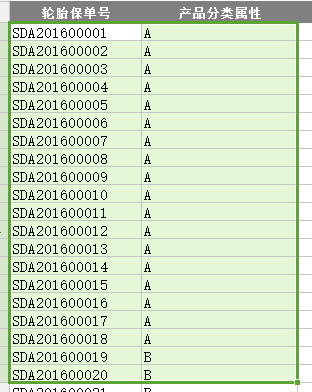 轮胎保单号 产品分类属性
SDA201600001 A
SDA201600002 A
SDA201600003 A
SDA201600004 A
SDA201600005 A
SDA201600006 A
SDA201600007 A
SDA201600008 A
SDA201600009 A
SDA201600010 A
SDA201600011 A
SDA201600012 A
SDA201600013 A
SDA201600014 A
SDA201600015 A
SDA201600016 A
SDA201600017 A
SDA201600018 A
SDA201600019 B
SDA201600020 B
SDA201600021 B